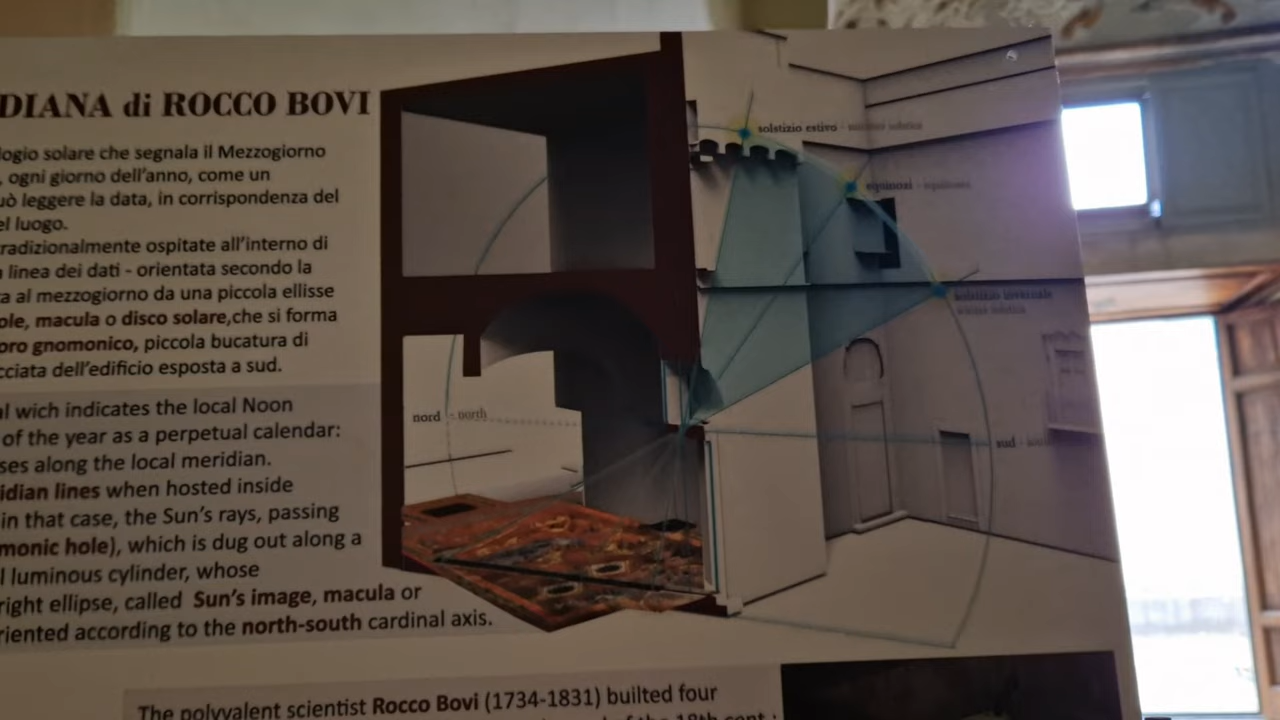 DIANA di ROCCO BOVI
logio solare che segnala il Mezzogiorno
, ogni giorno dell'anno, come un
uò leggere la data, in corrispondenza del
el luogo.
radizionalmente ospitate all'interno di
a linea dei dati - orientata secondo la
a al mezzogiorno da una piccola ellisse
ole, macula o disco solare,che si forma
oro gnomonico, piccola bucatura di
cciata dell'edificio esposta a sud.
al wich indicates the local Noon
of the year as a perpetual calendar:
ses along the local meridian.
idian lines when hosted inside
in that case, the Sun's rays, passing
monic hole), which is dug out along a
l luminous cylinder, whose
right ellipse, called Sun's image, macula or
riented according to the north-south cardinal axis.
The polyvalent scientist Rocco Bovi (1734-1831) builted four
of the 18th cent.:
solstizio estivo -
equinozi -
solstizio invernale
nord - north
sud -